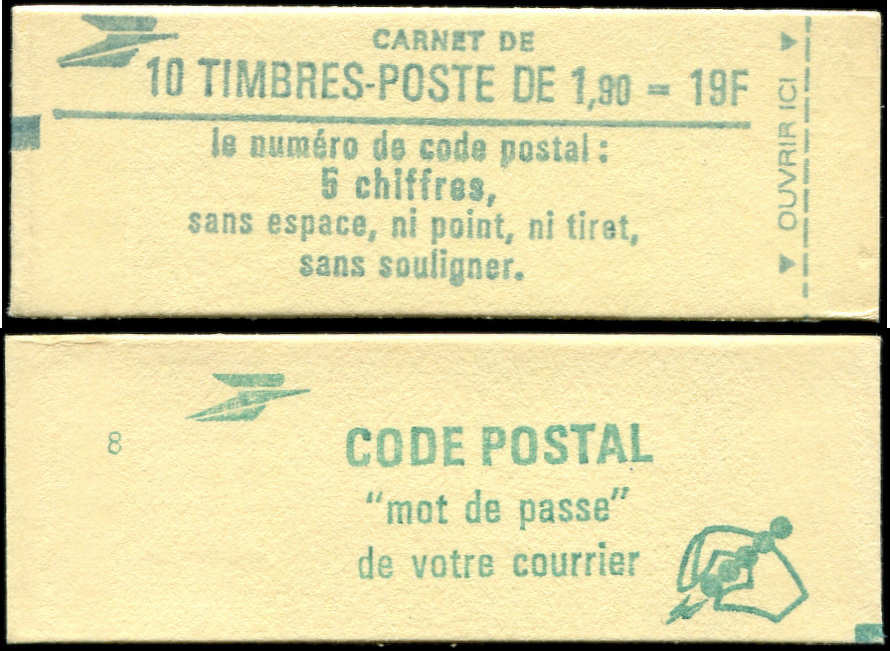 CARNET DE
10 TIMBRES-POSTE DE 1,90 = 19F
le numéro de code postal :
5 chiffres,
sans espace, ni point, ni tiret,
sans souligner.
OUVRIR ICI
8
CODE POSTAL
"mot de passe"
de votre courrier